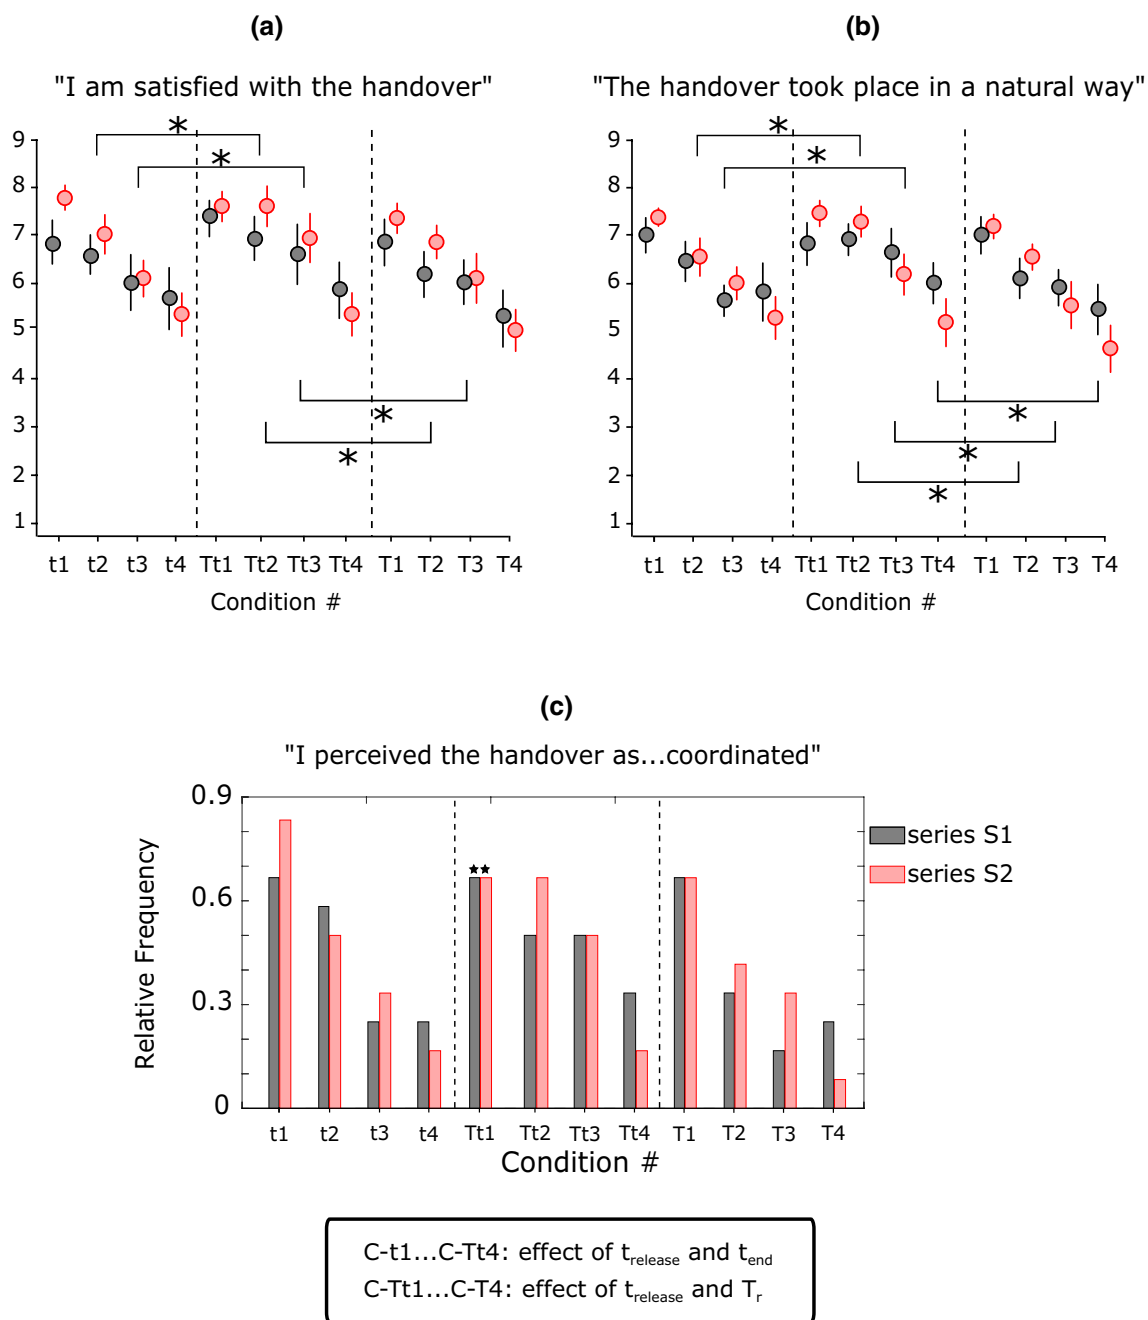 (a)
"I am satisfied with the handover"
9
8
7
6
5
4
3
2
1
* * * *
t1 t2 t3 t4 Tt1 Tt2 Tt3 Tt4 T1 T2 T3 T4
Condition #
(b)
"The handover took place in a natural way"
9
8
7
6
5
4
3
2
1
* * * * *
t1 t2 t3 t4 Tt1 Tt2 Tt3 Tt4 T1 T2 T3 T4
Condition #
(c)
"I perceived the handover as...coordinated"
Relative Frequency
0.9
0.6
0.3
0
★★
t1 t2 t3 t4 Tt1 Tt2 Tt3 Tt4 T1 T2 T3 T4
Condition #
series S1
series S2
C-t1...C-Tt4: effect of t_release and t_end
C-Tt1...C-T4: effect of t_release and T_r